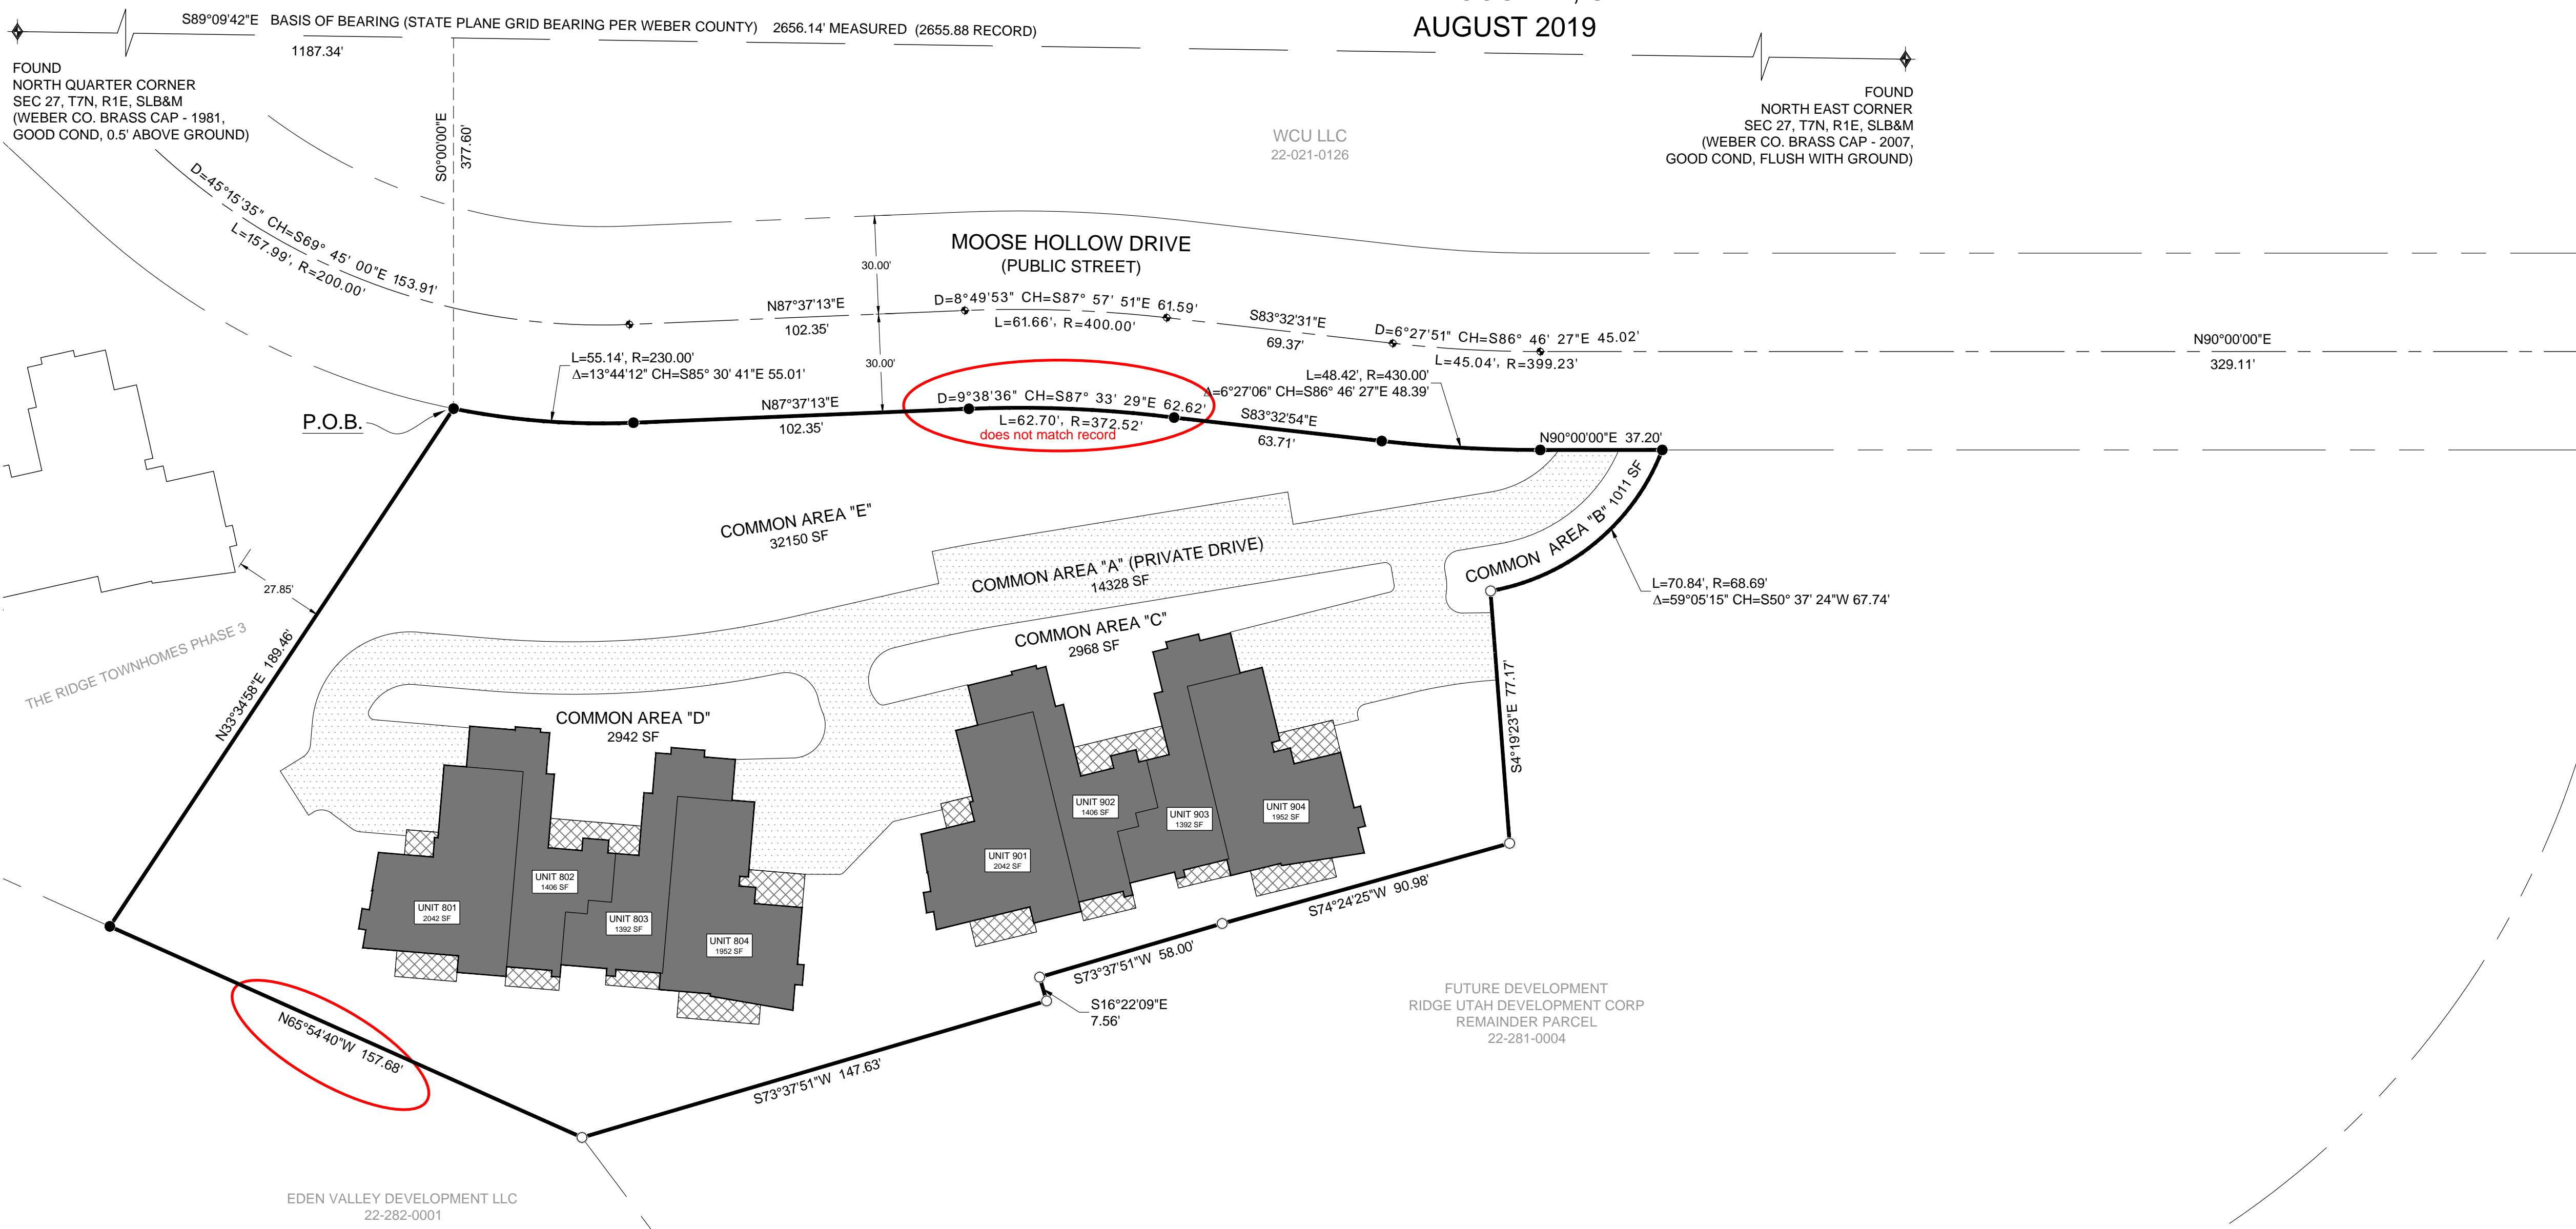 AUGUST 2019
S89°09'42"E   BASIS OF BEARING (STATE PLANE GRID BEARING PER WEBER COUNTY)   2656.14' MEASURED  (2655.88 RECORD)
1187.34'
FOUND
NORTH QUARTER CORNER
SEC 27, T7N, R1E, SLB&M
(WEBER CO. BRASS CAP - 1981,
GOOD COND, 0.5' ABOVE GROUND)
S0°00'00"E
377.60'
WCU LLC
22-021-0126
FOUND
NORTH EAST CORNER
SEC 27, T7N, R1E, SLB&M
(WEBER CO. BRASS CAP - 2007,
GOOD COND, FLUSH WITH GROUND)
D=45°15'35" CH=S69° 45' 00"E 153.91'
L=157.99', R=200.00'
MOOSE HOLLOW DRIVE
(PUBLIC STREET)
30.00'
30.00'
N87°37'13"E
102.35'
D=8°49'53" CH=S87° 57' 51"E 61.59'
L=61.66', R=400.00'
S83°32'31"E
69.37'
D=6°27'51" CH=S86° 46' 27"E 45.02'
L=45.04', R=399.23'
N90°00'00"E
329.11'
L=55.14', R=230.00'
Δ=13°44'12" CH=S85° 30' 41"E 55.01'
L=48.42', R=430.00'
Δ=6°27'06" CH=S86° 46' 27"E 48.39'
P.O.B.
N87°37'13"E
102.35'
D=9°38'36" CH=S87° 33' 29"E 62.62'
L=62.70', R=372.52'
does not match record
S83°32'54"E
63.71'
N90°00'00"E  37.20'
COMMON AREA "E"
32150 SF
COMMON AREA "A" (PRIVATE DRIVE)
14328 SF
COMMON AREA "B" 1011 SF
L=70.84', R=68.69'
Δ=59°05'15" CH=S50° 37' 24"W 67.74'
27.85'
THE RIDGE TOWNHOMES PHASE 3
N33°34'58"E  189.46'
COMMON AREA "C"
2968 SF
COMMON AREA "D"
2942 SF
S4°19'23"E  77.17'
UNIT 801
2042 SF
UNIT 802
1406 SF
UNIT 803
1392 SF
UNIT 804
1952 SF
UNIT 901
2042 SF
UNIT 902
1406 SF
UNIT 903
1392 SF
UNIT 904
1952 SF
S74°24'25"W  90.98'
S73°37'51"W  58.00'
S16°22'09"E
7.56'
S73°37'51"W  147.63'
N65°54'40"W  157.68'
FUTURE DEVELOPMENT
RIDGE UTAH DEVELOPMENT CORP
REMAINDER PARCEL
22-281-0004
EDEN VALLEY DEVELOPMENT LLC
22-282-0001